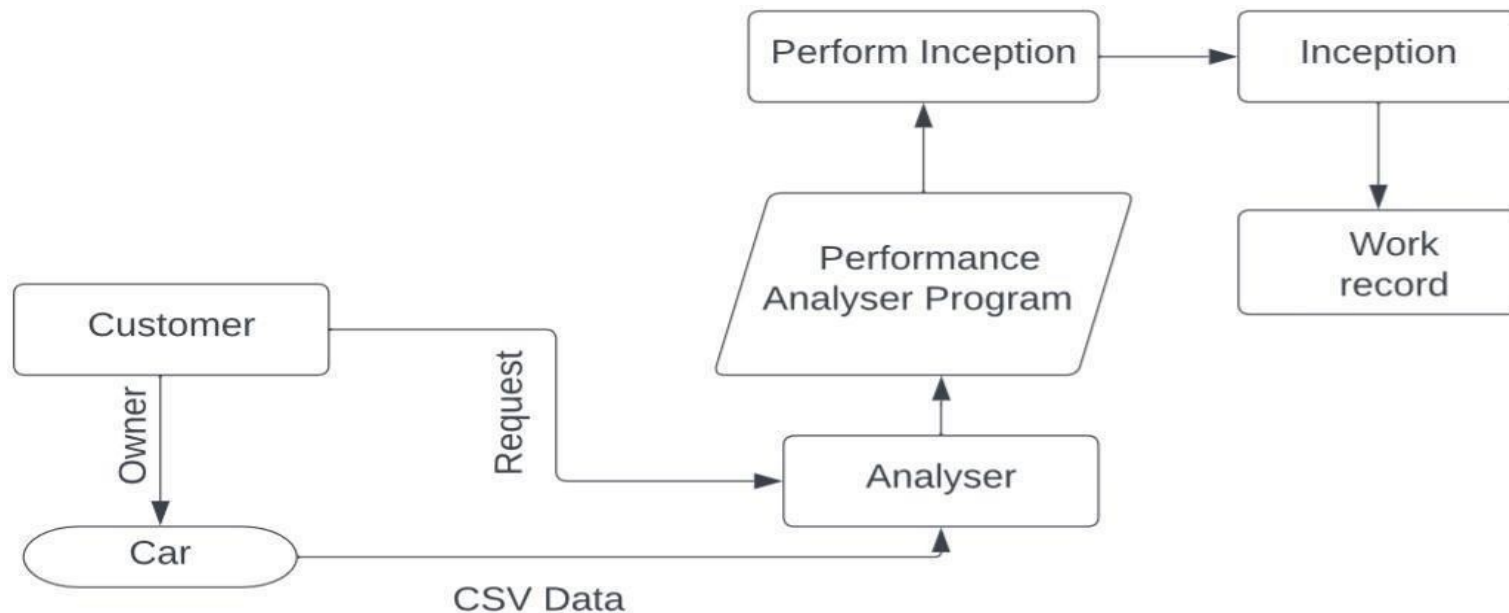 Perform Inception
Inception
Performance
Analyser Program
Work
record
Customer
Owner
Request
Analyser
Car
CSV Data